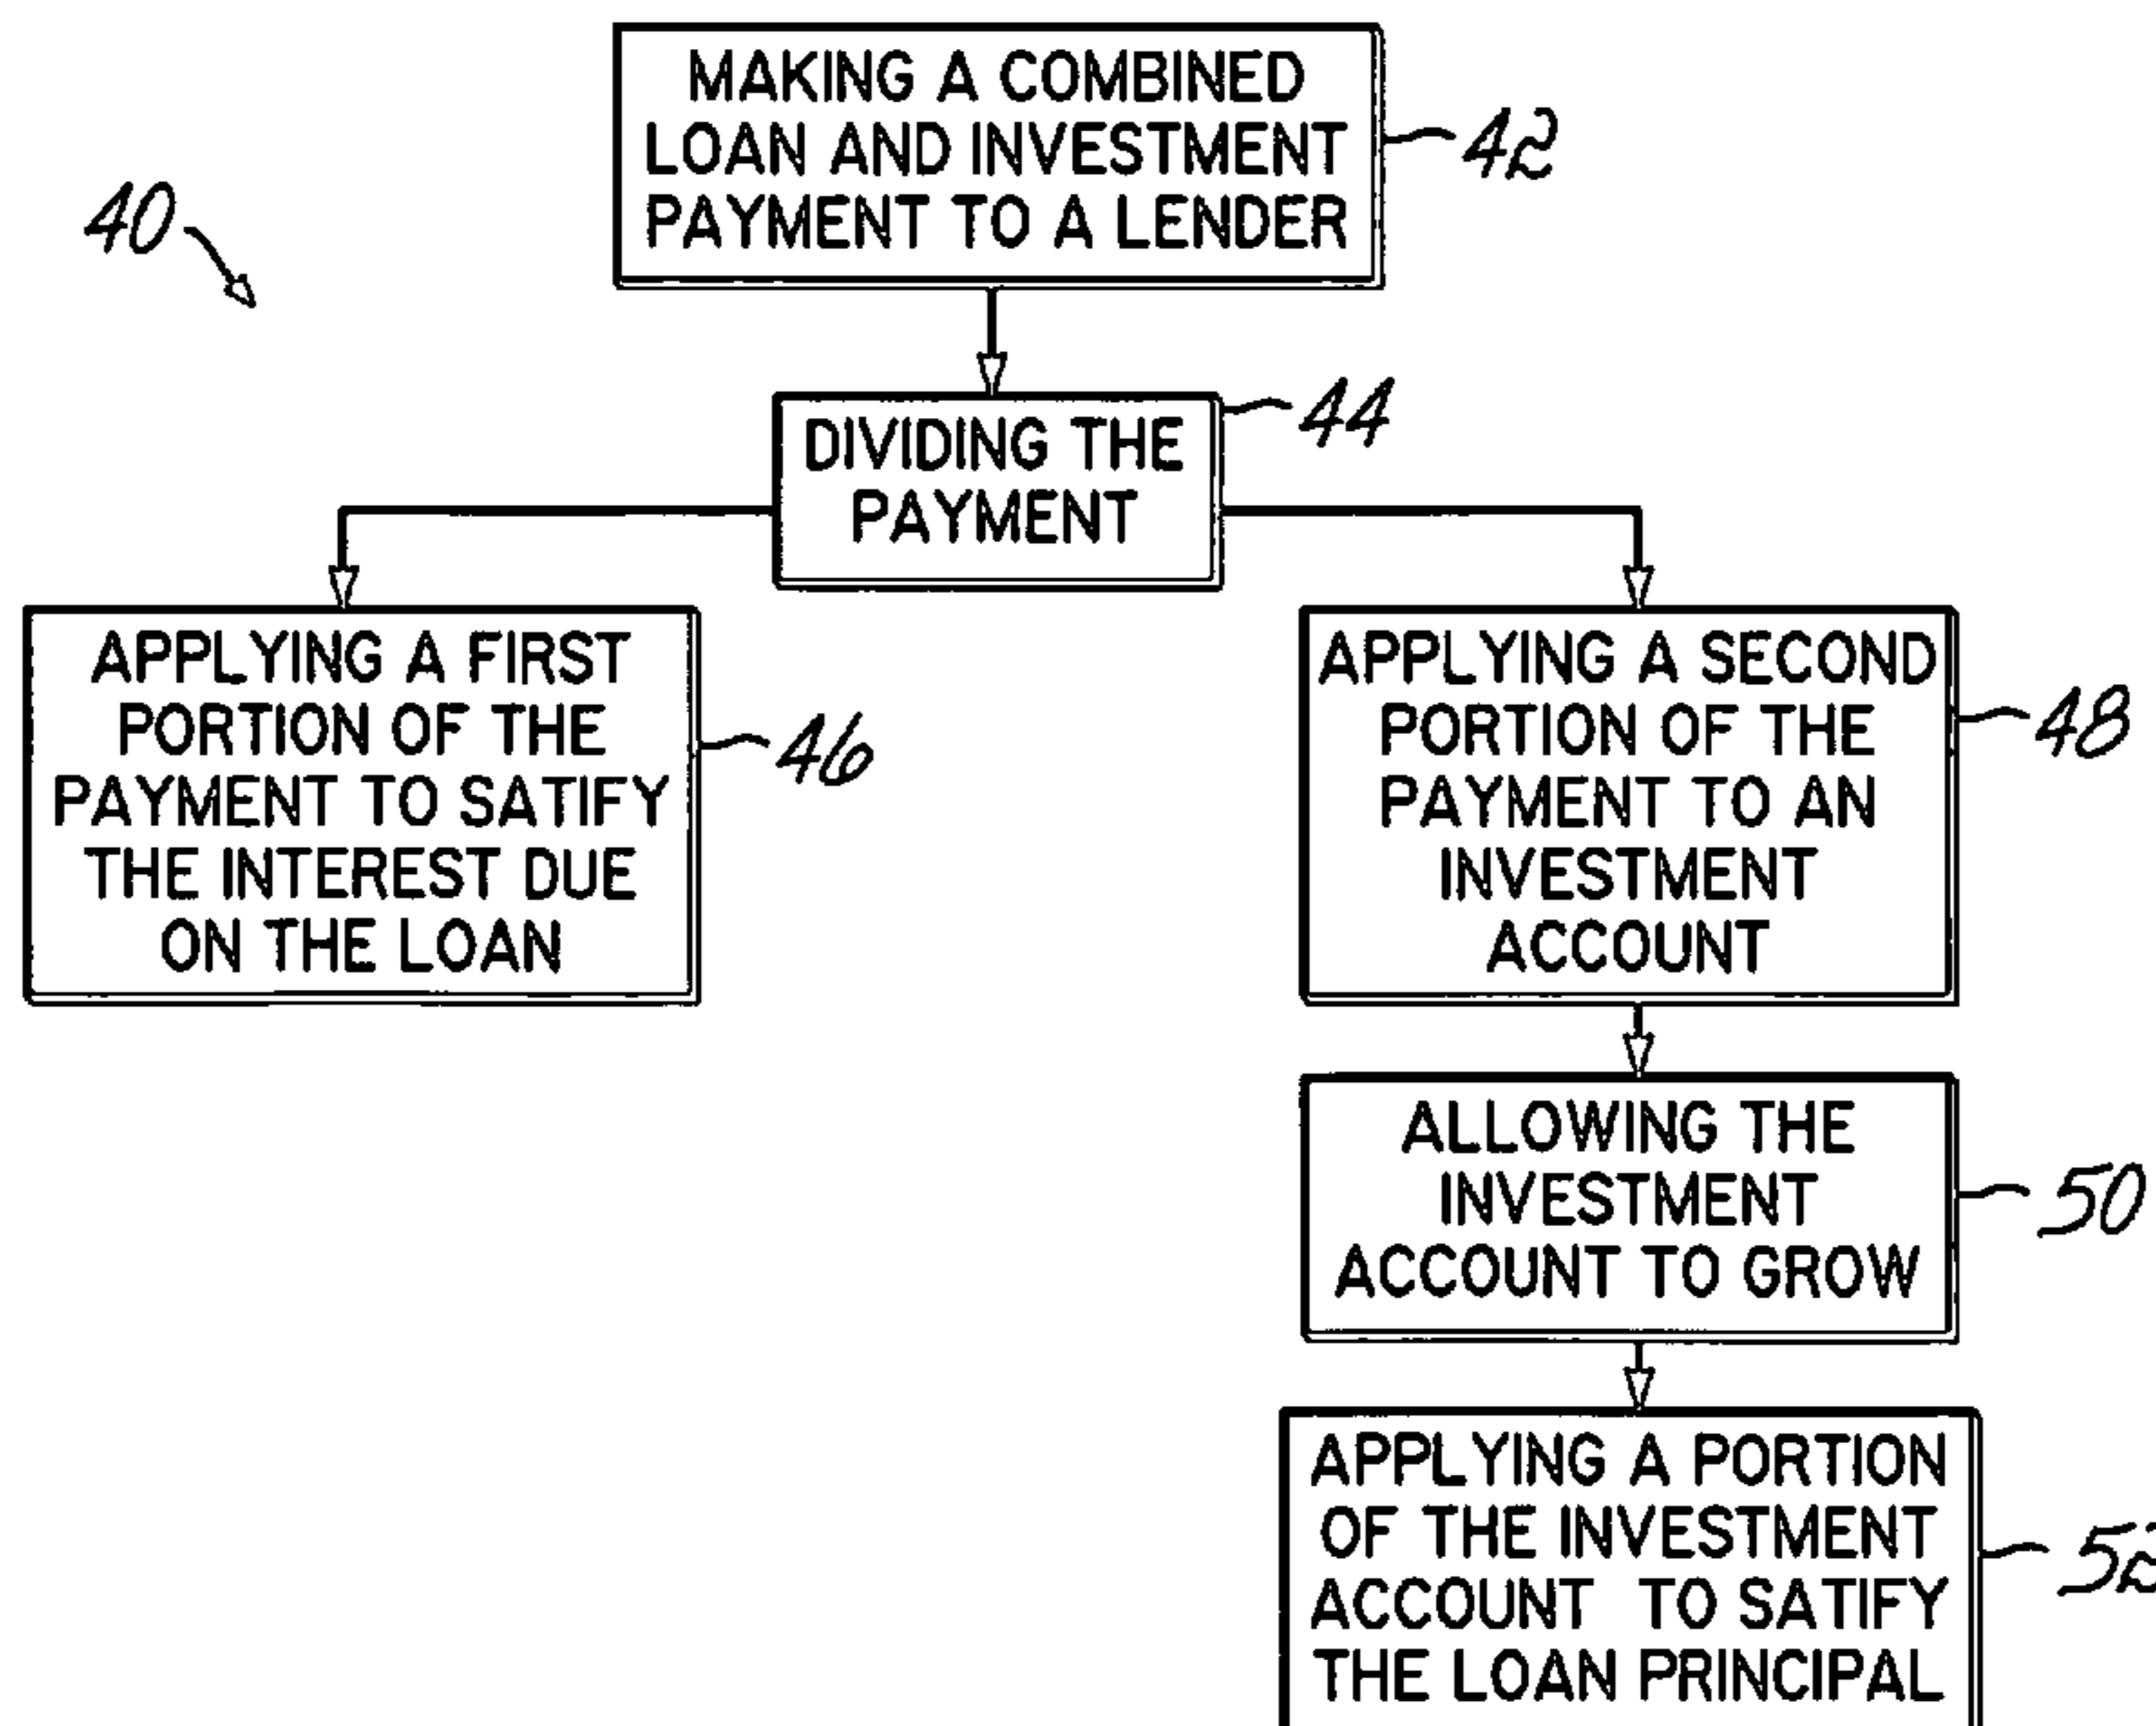 MAKING A COMBINED
LOAN AND INVESTMENT
PAYMENT TO A LENDER
42
40
DIVIDING THE
PAYMENT
44
APPLYING A FIRST
PORTION OF THE
PAYMENT TO SATIFY
THE INTEREST DUE
ON THE LOAN
46
APPLYING A SECOND
PORTION OF THE
PAYMENT TO AN
INVESTMENT
ACCOUNT
48
ALLOWING THE
INVESTMENT
ACCOUNT TO GROW
50
APPLYING A PORTION
OF THE INVESTMENT
ACCOUNT TO SATIFY
THE LOAN PRINCIPAL
52